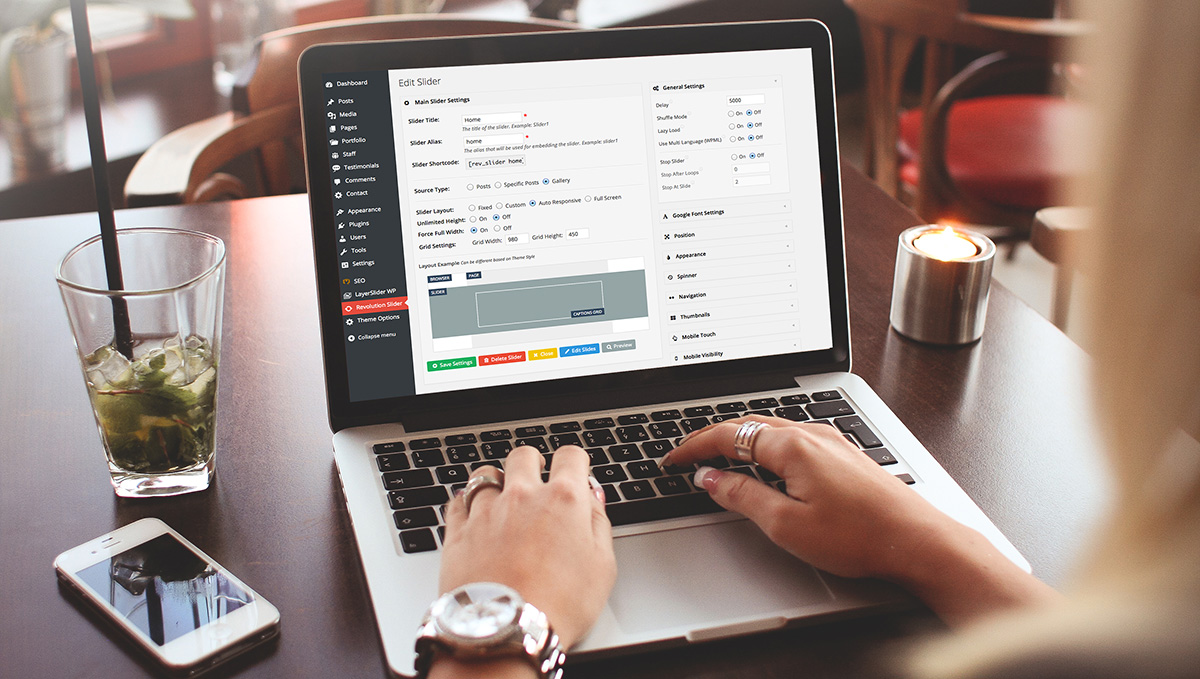 Dashboard
Posts
Media
Pages
Portfolio
Staff
Testimonials
Comments
Contact
Appearance
Plugins
Users
Tools
Settings
SEO
LayerSlider WP
Revolution Slider
Theme Options
Collapse menu
Edit Slider
Main Slider Settings
Slider Title: Home *
The title of the slider. Example: Slider1
Slider Alias: home *
The alias that will be used for embedding the slider. Example: slider1
Slider Shortcode: [rev_slider home]
Source Type: Posts Specific Posts Gallery
Slider Layout: Fixed Custom Auto Responsive Full Screen
Unlimited Height: On Off
Force Full Width: On Off
Grid Settings: Grid Width: 980 Grid Height: 450
Layout Example Can be different based on Theme Style
BROWSER PAGE
SLIDER
CAPTIONS GRID
Save Settings Delete Slider Close Edit Slides Preview
General Settings
Delay 5000
Shuffle Mode On Off
Lazy Load On Off
Use Multi Language (WPML) On Off
Stop Slider On Off
Stop After Loops 0
Stop At Slide 2
Google Font Settings
Position
Appearance
Spinner
Navigation
Thumbnails
Mobile Touch
Mobile Visibility